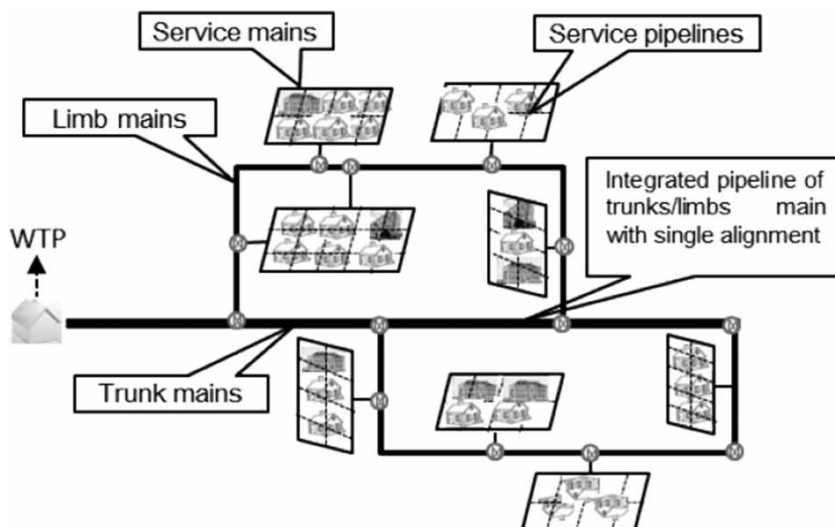 Service mains
Service pipelines
Limb mains
Integrated pipeline of
trunks/limbs main
with single alignment
WTP
Trunk mains
M
M
M
M
M
M
M
M
M
M
M
M
M